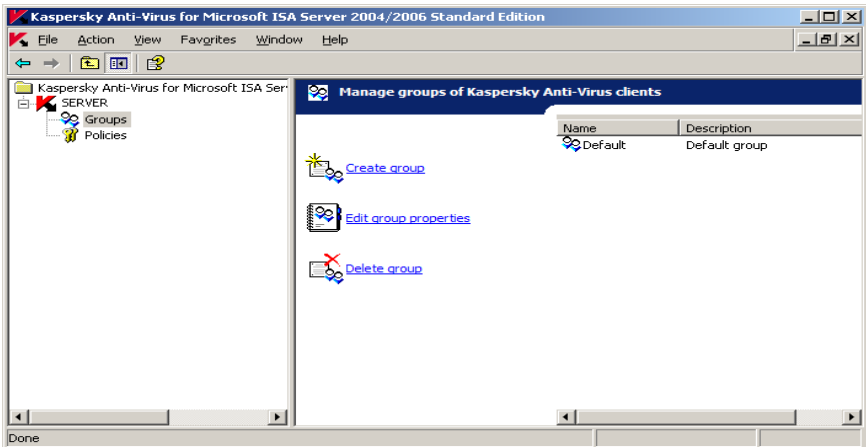 Kaspersky Anti-Virus for Microsoft ISA Server 2004/2006 Standard Edition
File Action View Favorites Window Help
Kaspersky Anti-Virus for Microsoft ISA Ser
SERVER
Groups
Policies
Manage groups of Kaspersky Anti-Virus clients
Name Description
Default Default group
Create group
Edit group properties
Delete group
Done